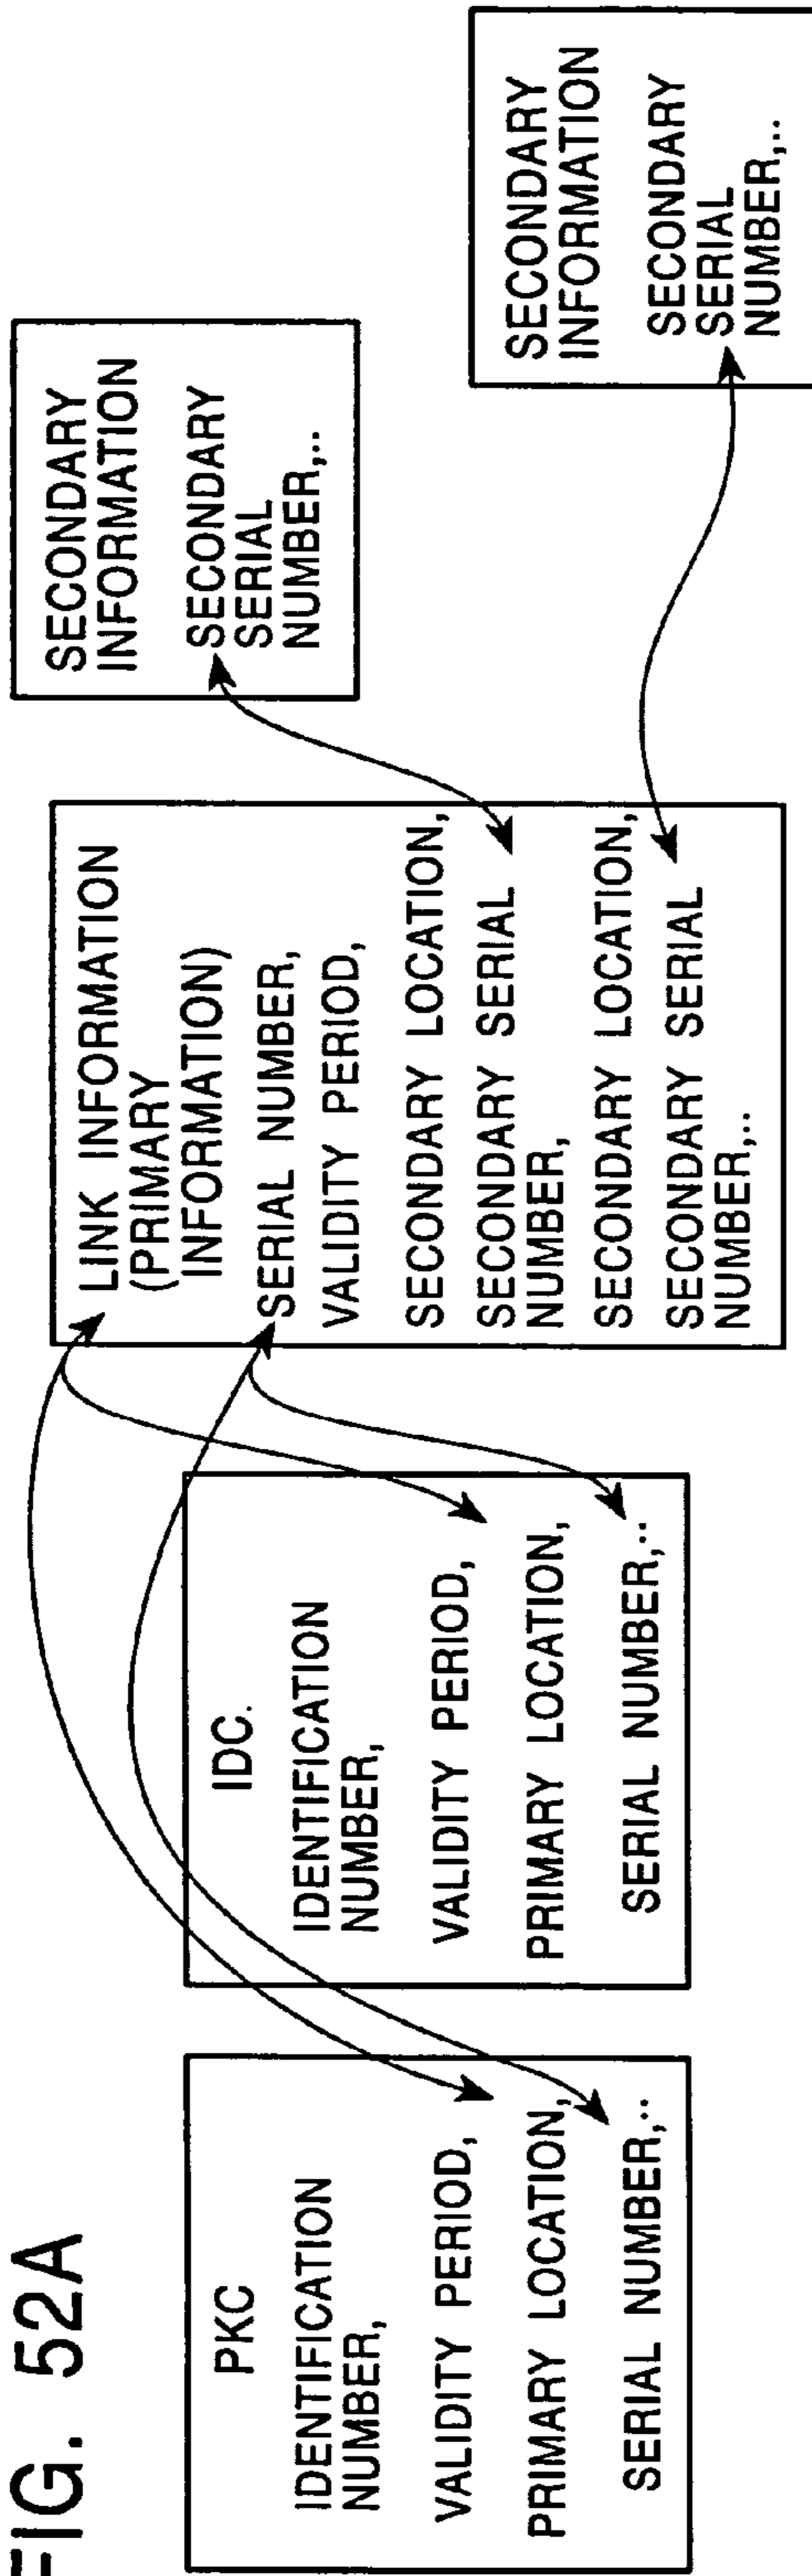 FIG. 52A
PKC
IDENTIFICATION
NUMBER,
VALIDITY PERIOD,
PRIMARY LOCATION,
SERIAL NUMBER,..
IDC.
IDENTIFICATION
NUMBER,
VALIDITY PERIOD,
PRIMARY LOCATION,
SERIAL NUMBER,..
LINK INFORMATION
(PRIMARY
INFORMATION)
SERIAL NUMBER,
VALIDITY PERIOD,
SECONDARY LOCATION,
SECONDARY SERIAL
NUMBER,
SECONDARY LOCATION,
SECONDARY SERIAL
NUMBER,..
SECONDARY
INFORMATION
SECONDARY
SERIAL
NUMBER,..
SECONDARY
INFORMATION
SECONDARY
SERIAL
NUMBER,..